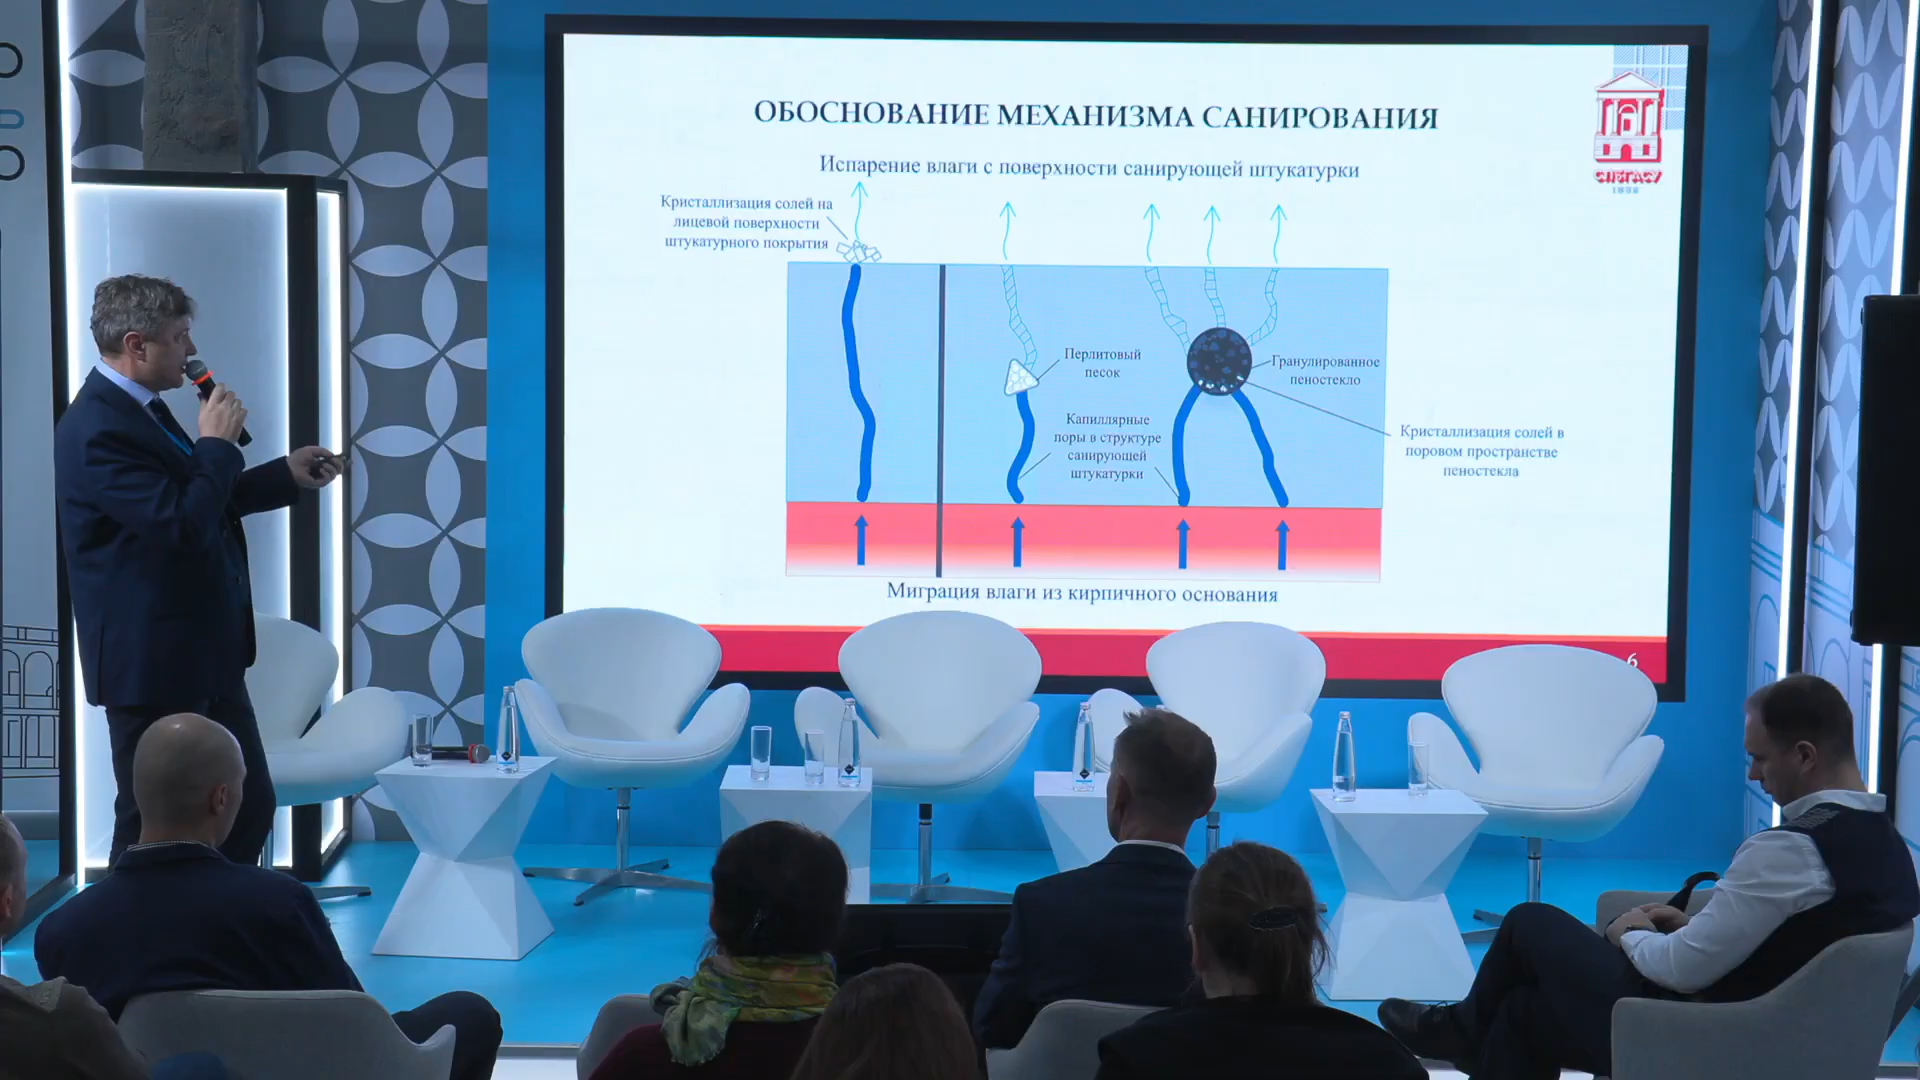 ОБОСНОВАНИЕ МЕХАНИЗМА САНИРОВАНИЯ
СПБГАСУ
Испарение влаги с поверхности санирующей штукатурки
Кристаллизация солей на
лицевой поверхности
штукатурного покрытия
Перлитовый
песок
Гранулированное
пеностекло
Капиллярные
поры в структуре
санирующей
штукатурки
Кристаллизация солей в
поровом пространстве
пеностекла
Миграция влаги из кирпичного основания
6